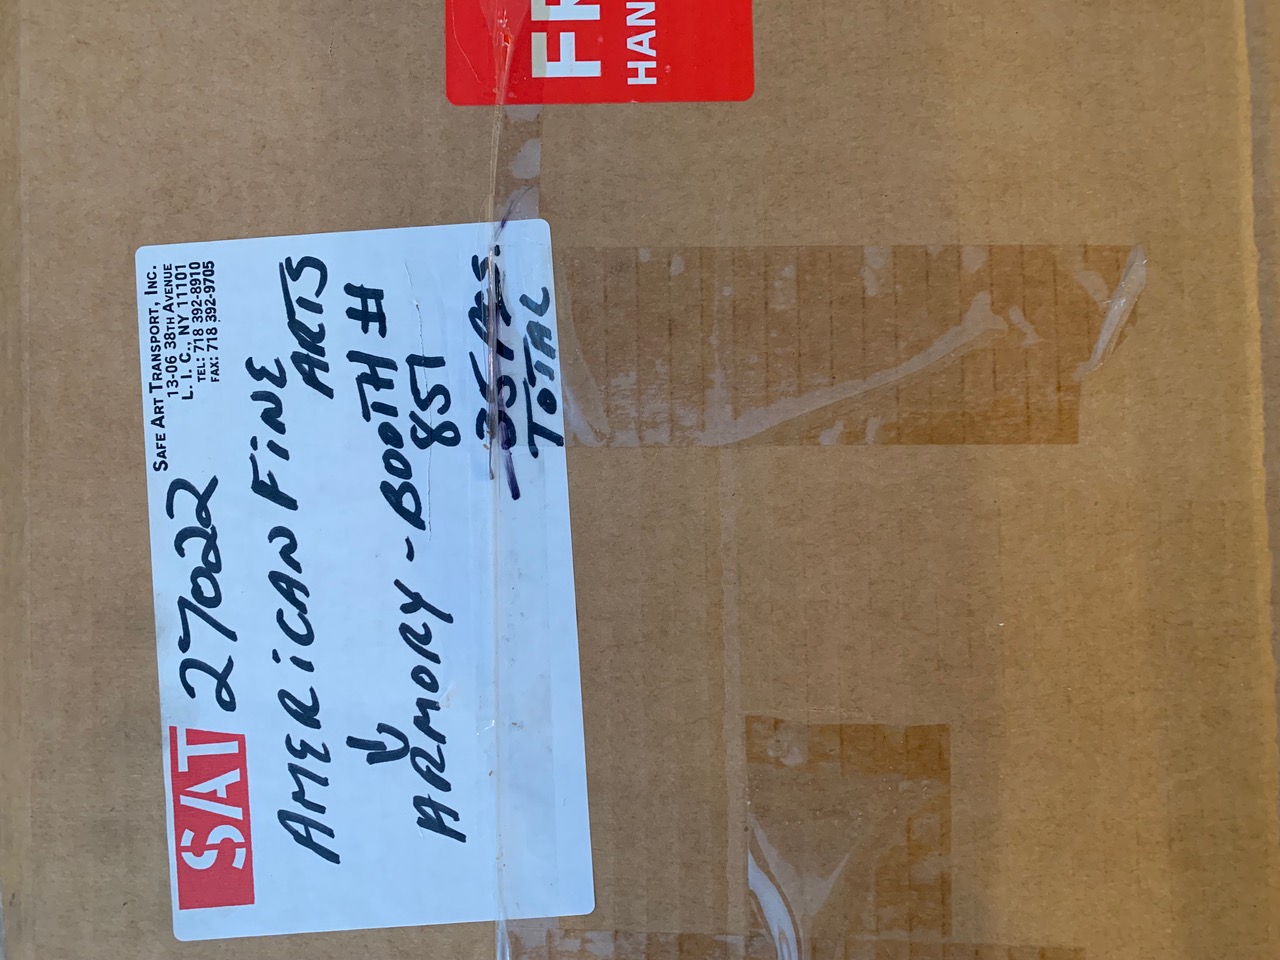 FR
HAN
SAT
SAFE ART TRANSPORT, INC.
13-06 38TH AVENUE
L. I. C., NY 11101
TEL: 718 392-8910
FAX: 718 392-9705
27022
AMERICAN FINE
ARTS
ARMORY - BOOTH #
851
TOTAL